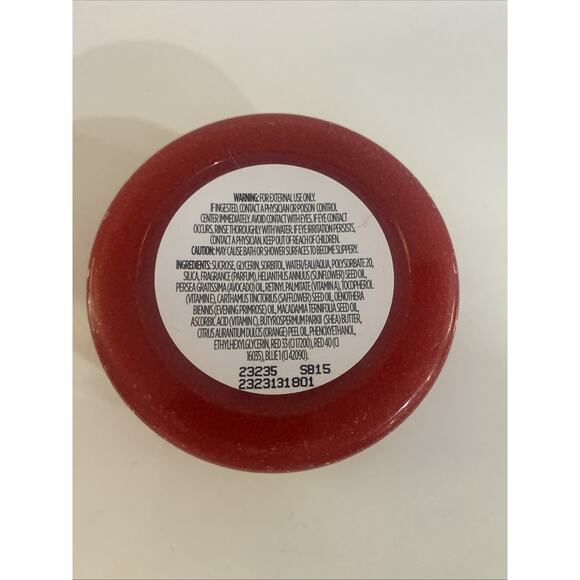 WARNING: FOR EXTERNAL USE ONLY.
IF INGESTED, CONTACT A PHYSICIAN OR POISON CONTROL
CENTER IMMEDIATELY. AVOID CONTACT WITH EYES. IF EYE CONTACT
OCCURS, RINSE THOROUGHLY WITH WATER. IF EYE IRRITATION PERSISTS,
CONTACT A PHYSICIAN. KEEP OUT OF REACH OF CHILDREN.
CAUTION: MAY CAUSE BATH OR SHOWER SURFACES TO BECOME SLIPPERY.
INGREDIENTS: SUCROSE, GLYCERIN, SORBITOL, WATER/EAU/AQUA, POLYSORBATE 20,
SILICA, FRAGRANCE (PARFUM), HELIANTHUS ANNUUS (SUNFLOWER) SEED OIL,
PERSEA GRATISSIMA (AVOCADO) OIL, RETINYL PALMITATE (VITAMIN A), TOCOPHEROL
(VITAMIN E), CARTHAMUS TINCTORIUS (SAFFLOWER) SEED OIL, OENOTHERA
BIENNIS (EVENING PRIMROSE) OIL, MACADAMIA TERNIFOLIA SEED OIL,
ASCORBIC ACID (VITAMIN C), BUTYROSPERMUM PARKII (SHEA) BUTTER,
CITRUS AURANTIUM DULCIS (ORANGE) PEEL OIL, PHENOXYETHANOL,
ETHYLHEXYLGLYCERIN, RED 33 (CI 17200), RED 40 (CI
16035), BLUE 1 (CI 42090).
23235 SB15
2323131801